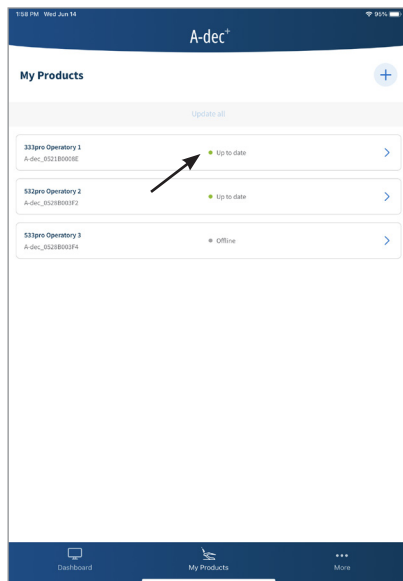 1:58 PM Wed Jun 14
95%
A-dec+
My Products
+
Update all
333pro Operatory 1
A-dec_0521B0008E
Up to date
532pro Operatory 2
A-dec_0526B003F2
Up to date
533pro Operatory 3
A-dec_0528B003F4
Offline
Dashboard
My Products
More